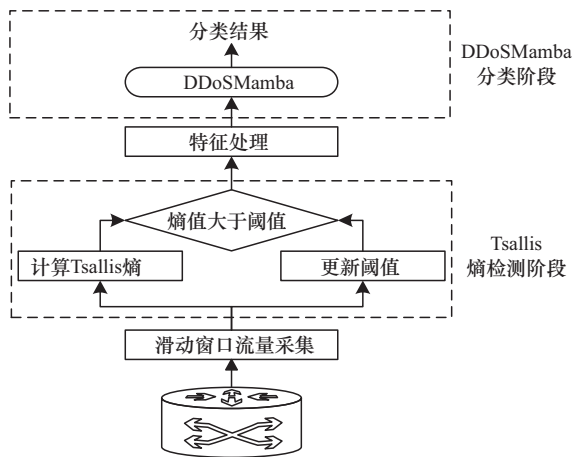 分类结果
DDoSMamba
DDoSMamba
分类阶段
特征处理
熵值大于阈值
计算Tsallis熵
更新阈值
Tsallis
熵检测阶段
滑动窗口流量采集